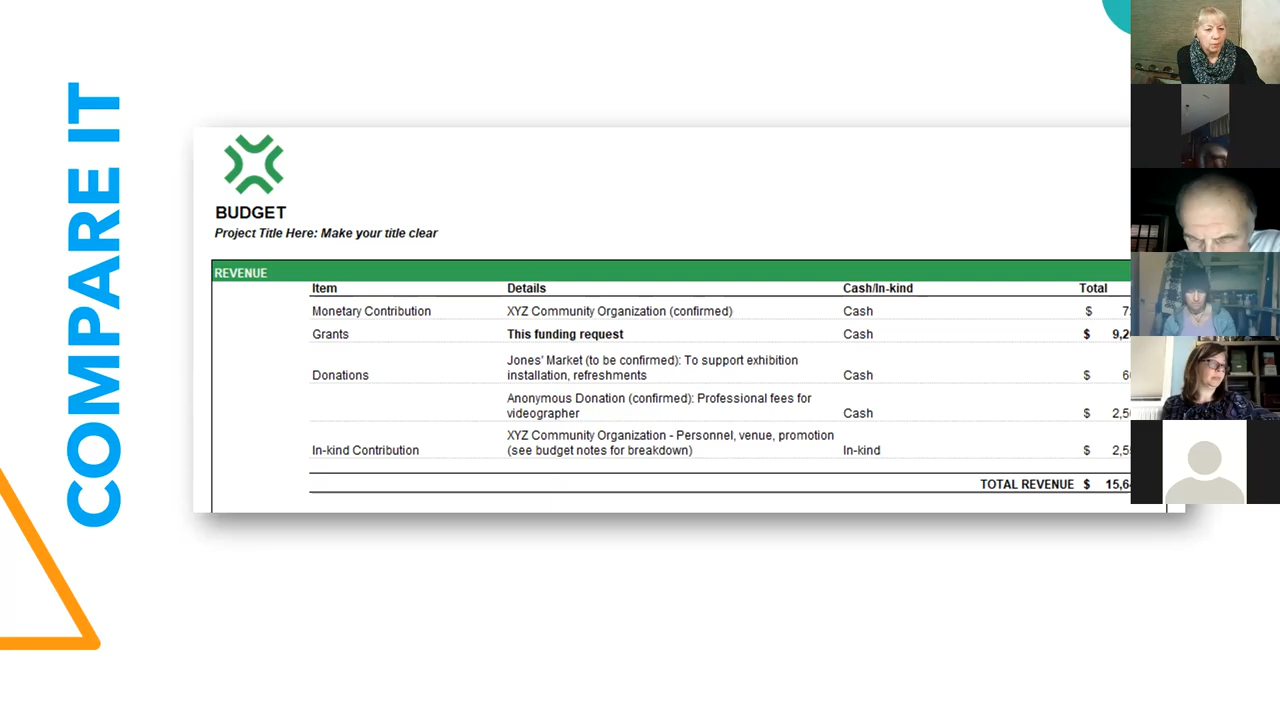 COMPARE IT
BUDGET
Project Title Here: Make your title clear
REVENUE
Item Details Cash/In-kind Total
Monetary Contribution XYZ Community Organization (confirmed) Cash $
Grants This funding request Cash $
Jones' Market (to be confirmed): To support exhibition
Donations installation, refreshments Cash $
Anonymous Donation (confirmed): Professional fees for
videographer Cash $
XYZ Community Organization - Personnel, venue, promotion
In-kind Contribution (see budget notes for breakdown) In-kind $
TOTAL REVENUE $